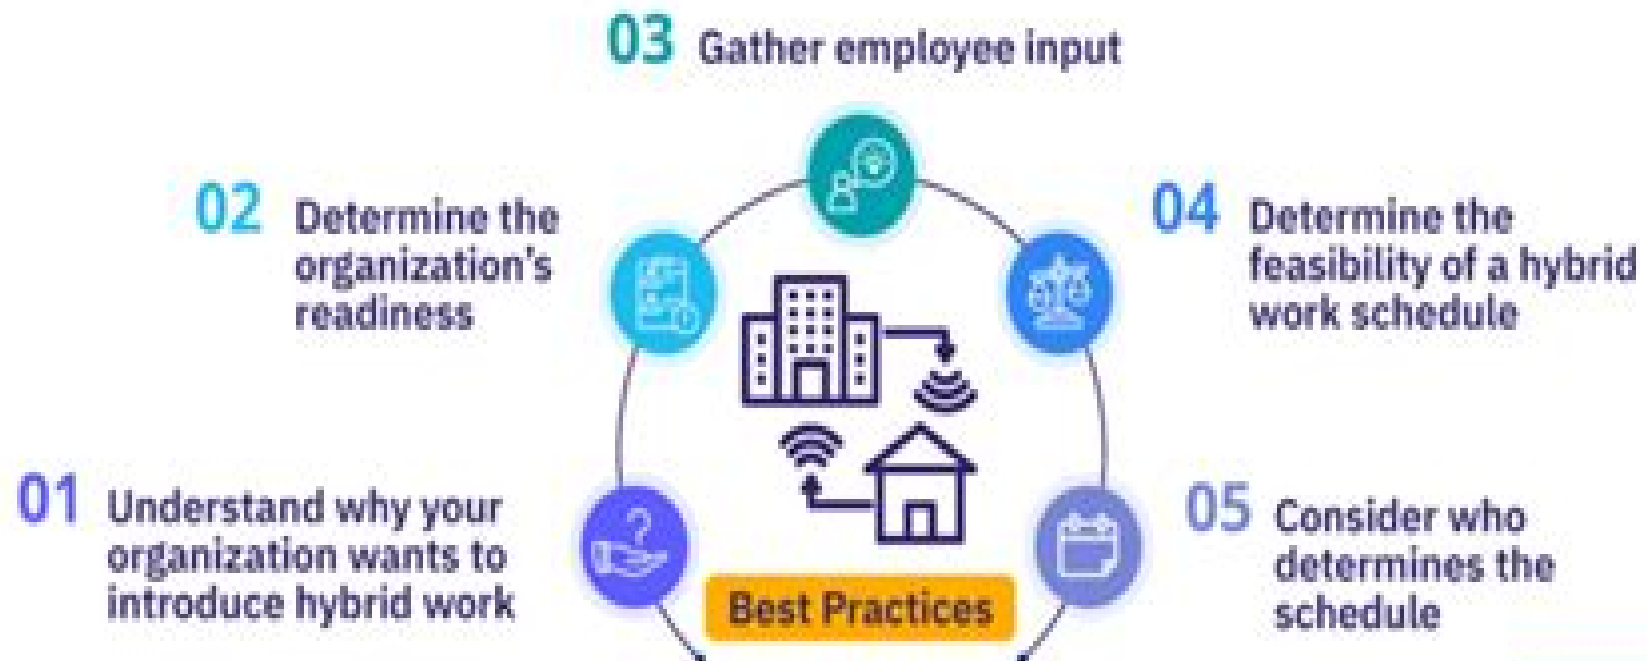 01 Understand why your
organization wants to
introduce hybrid work
02 Determine the
organization's
readiness
03 Gather employee input
04 Determine the
feasibility of a hybrid
work schedule
05 Consider who
determines the
schedule
Best Practices